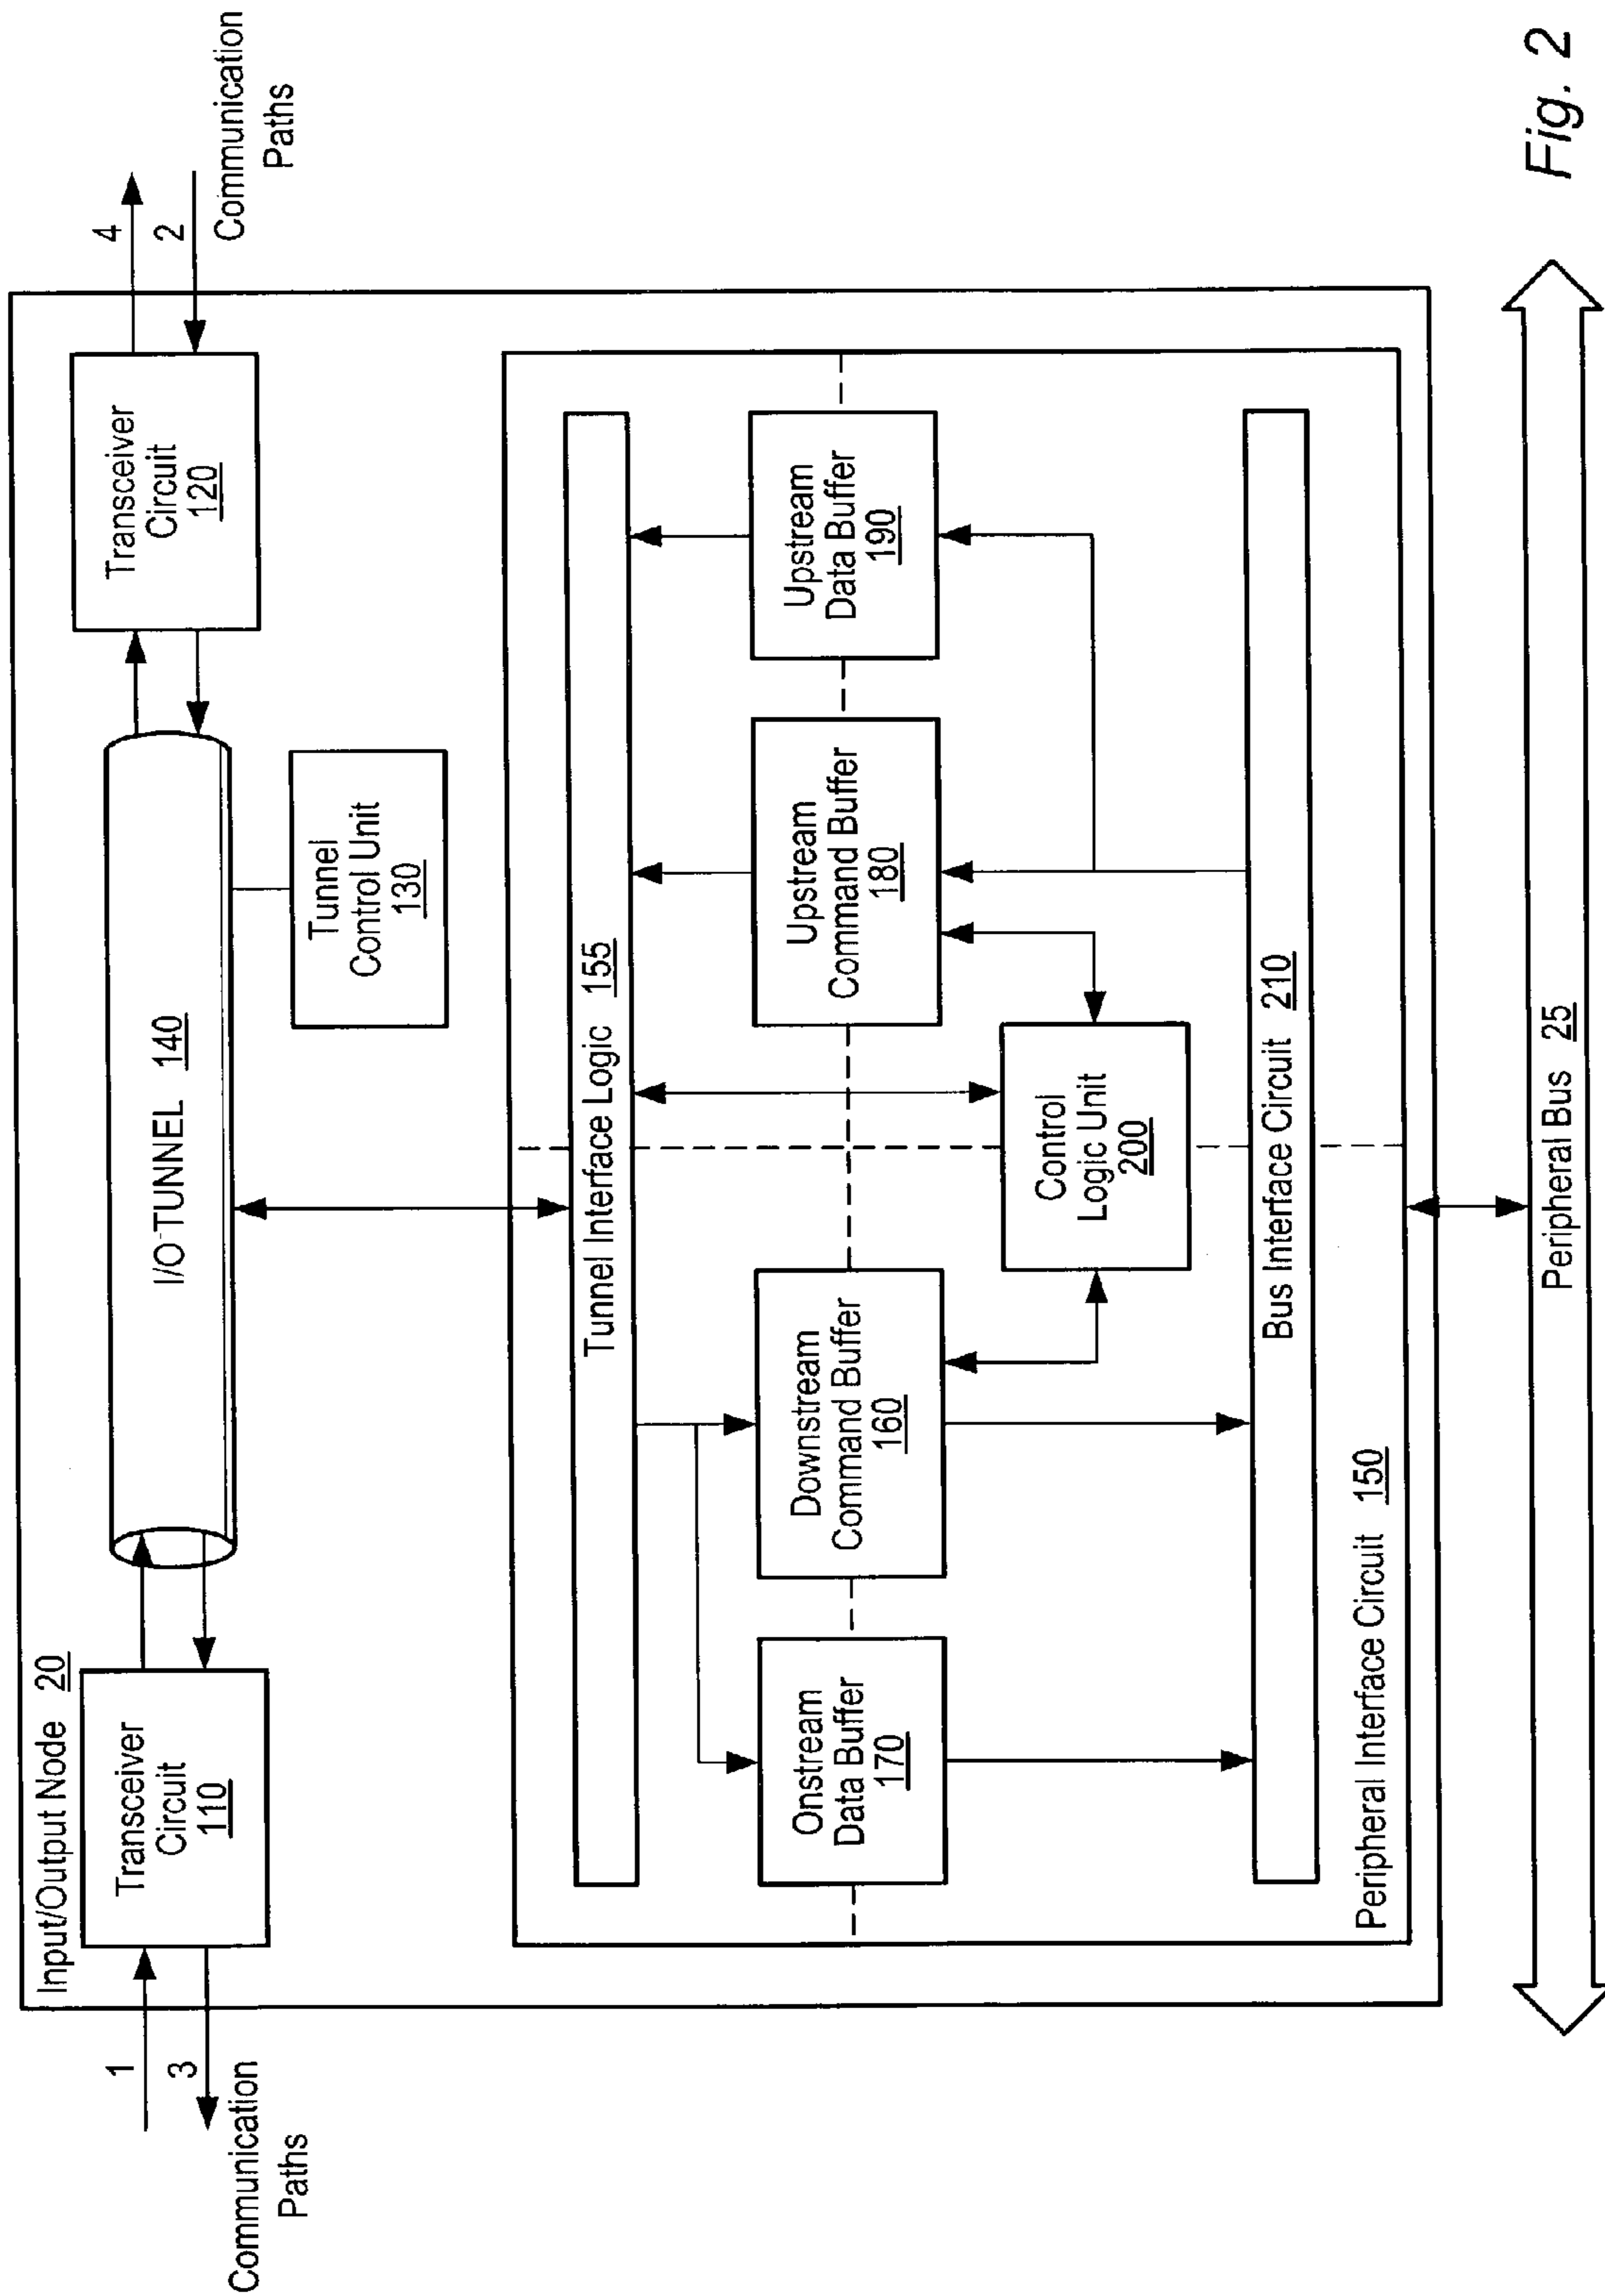 Input/Output Node 20
1
3
Communication
Paths
Transceiver
Circuit
110
I/O-TUNNEL 140
Transceiver
Circuit
120
4
2
Communication
Paths
Tunnel
Control Unit
130
Tunnel Interface Logic 155
Onstream
Data Buffer
170
Downstream
Command Buffer
160
Upstream
Command Buffer
180
Upstream
Data Buffer
190
Control
Logic Unit
200
Bus Interface Circuit 210
Peripheral Interface Circuit 150
Peripheral Bus 25
Fig. 2